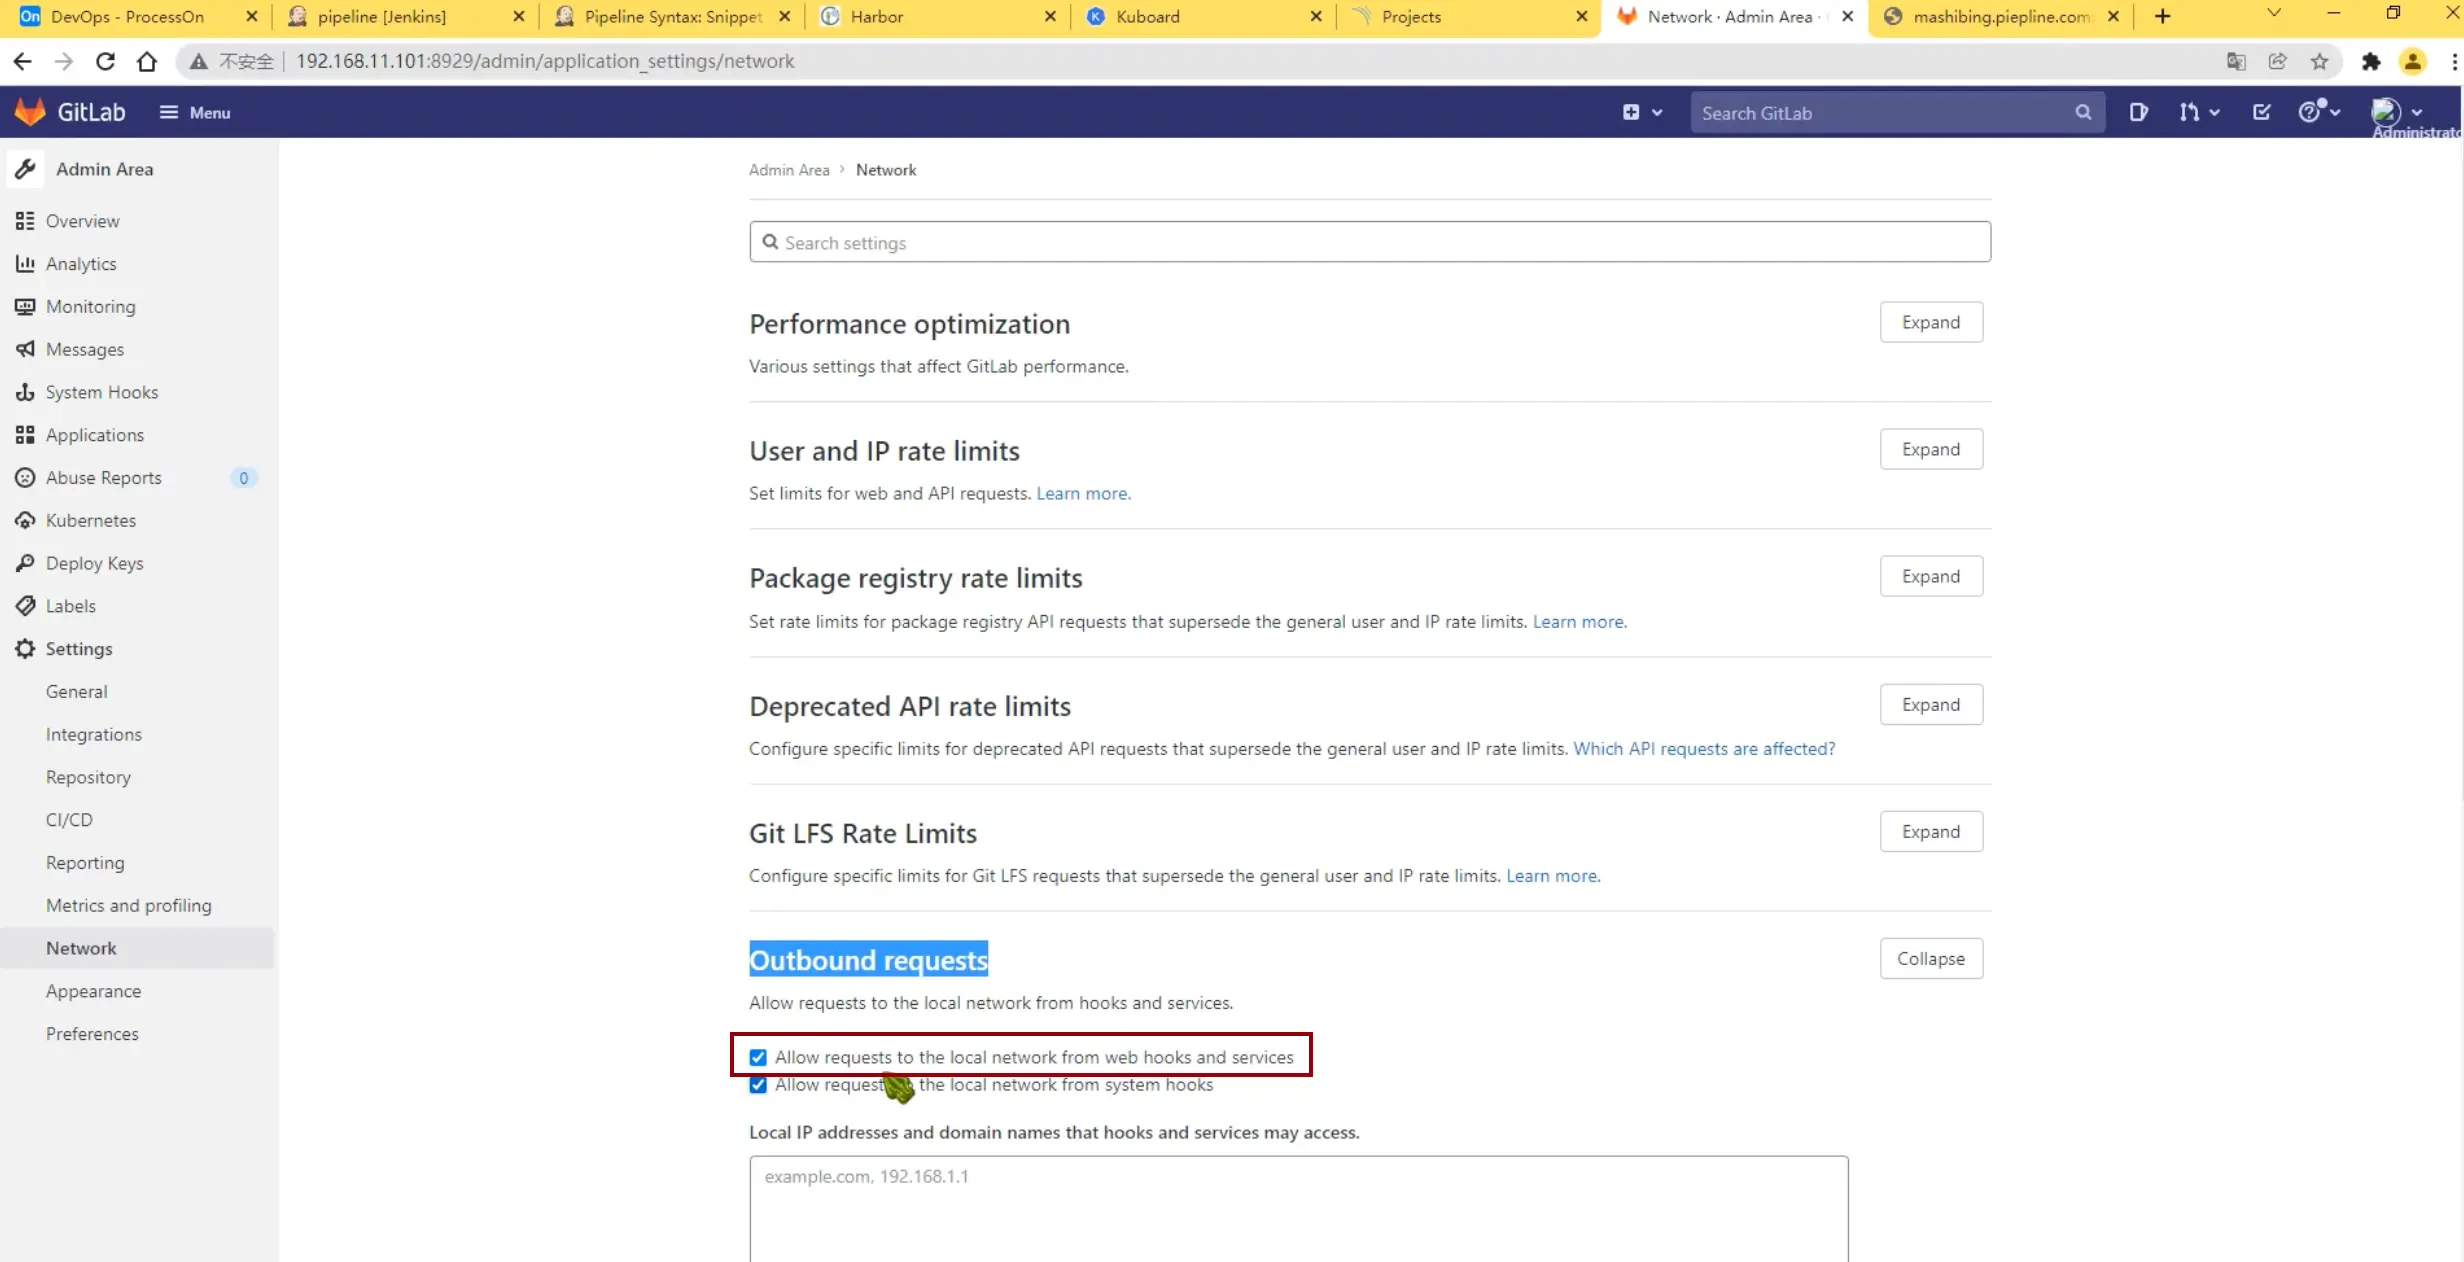 On DevOps - ProcessOn
pipeline [Jenkins]
Pipeline Syntax: Snippet
Harbor
Kuboard
Projects
Network · Admin Area ·
mashibing.piepline.com
不安全 192.168.11.101:8929/admin/application_settings/network
GitLab
Menu
Search GitLab
Administrato
Admin Area
Overview
Analytics
Monitoring
Messages
System Hooks
Applications
Abuse Reports 0
Kubernetes
Deploy Keys
Labels
Settings
General
Integrations
Repository
CI/CD
Reporting
Metrics and profiling
Network
Appearance
Preferences
Admin Area › Network
Search settings
Performance optimization
Expand
Various settings that affect GitLab performance.
User and IP rate limits
Expand
Set limits for web and API requests. Learn more.
Package registry rate limits
Expand
Set rate limits for package registry API requests that supersede the general user and IP rate limits. Learn more.
Deprecated API rate limits
Expand
Configure specific limits for deprecated API requests that supersede the general user and IP rate limits. Which API requests are affected?
Git LFS Rate Limits
Expand
Configure specific limits for Git LFS requests that supersede the general user and IP rate limits. Learn more.
Outbound requests
Collapse
Allow requests to the local network from hooks and services.
Allow requests to the local network from web hooks and services
Allow request the local network from system hooks
Local IP addresses and domain names that hooks and services may access.
example.com, 192.168.1.1